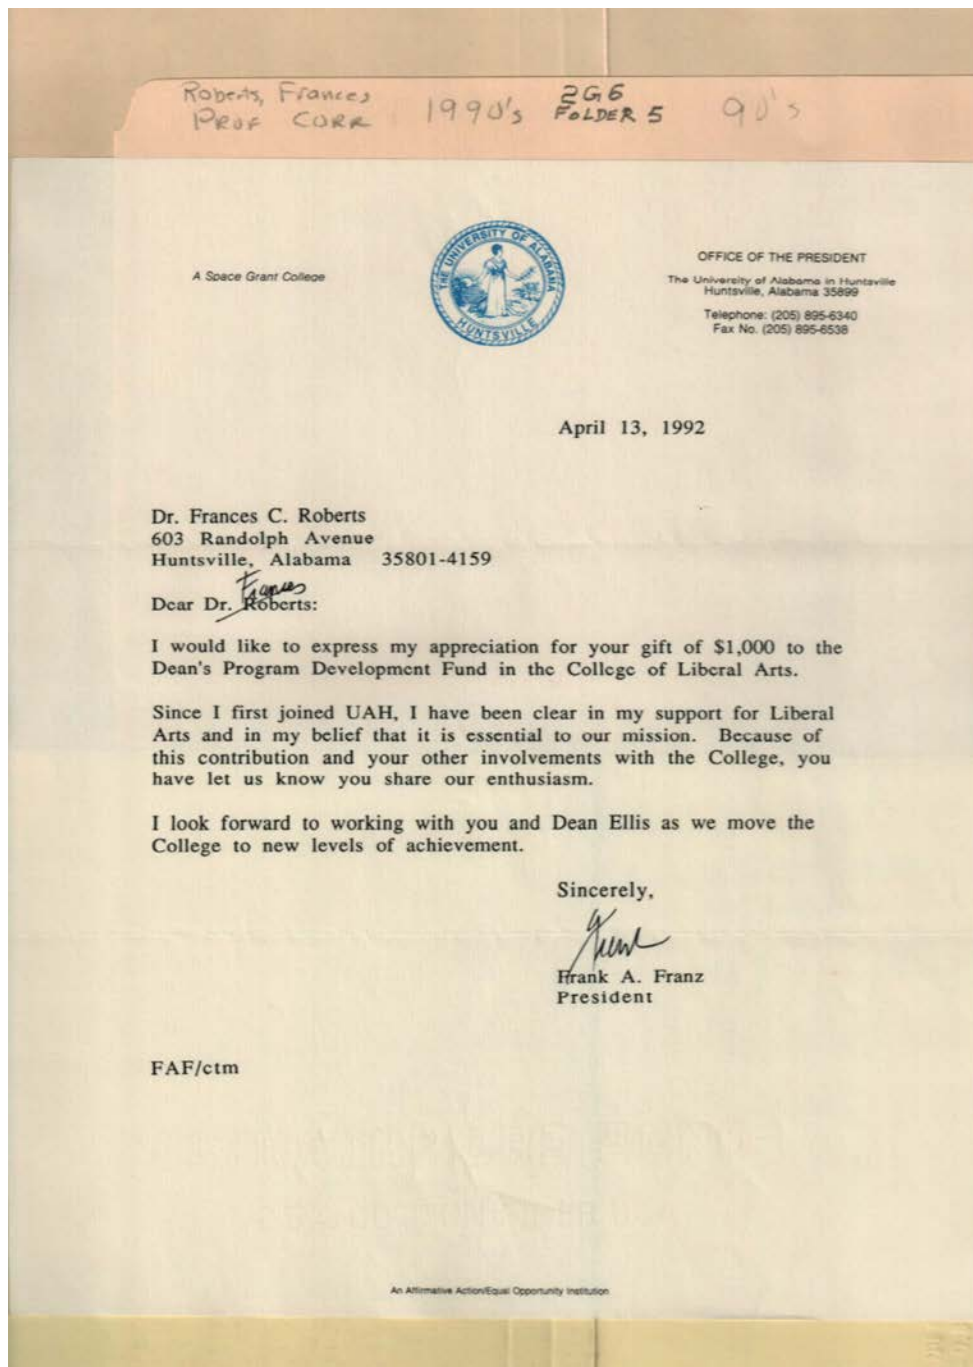 Roberts, Frances 1990's 2G6 90's
PROF CORR FOLDER 5
A Space Grant College
THE UNIVERSITY OF ALABAMA
HUNTSVILLE
OFFICE OF THE PRESIDENT
The University of Alabama in Huntsville
Huntsville, Alabama 35899
Telephone: (205) 895-6340
Fax No. (205) 895-6538
April 13, 1992
Dr. Frances C. Roberts
603 Randolph Avenue
Huntsville, Alabama 35801-4159
Frances
Dear Dr. Roberts:
I would like to express my appreciation for your gift of $1,000 to the
Dean's Program Development Fund in the College of Liberal Arts.
Since I first joined UAH, I have been clear in my support for Liberal
Arts and in my belief that it is essential to our mission. Because of
this contribution and your other involvements with the College, you
have let us know you share our enthusiasm.
I look forward to working with you and Dean Ellis as we move the
College to new levels of achievement.
Sincerely,
Frank
Frank A. Franz
President
FAF/ctm
An Affirmative Action/Equal Opportunity Institution